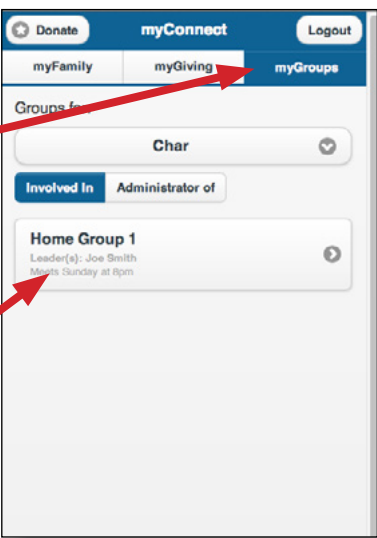 Donate myConnect Logout
myFamily myGiving myGroups
Groups for:
Char
Involved In Administrator of
Home Group 1
Leader(s): Joe Smith
Meets Sunday at 8pm